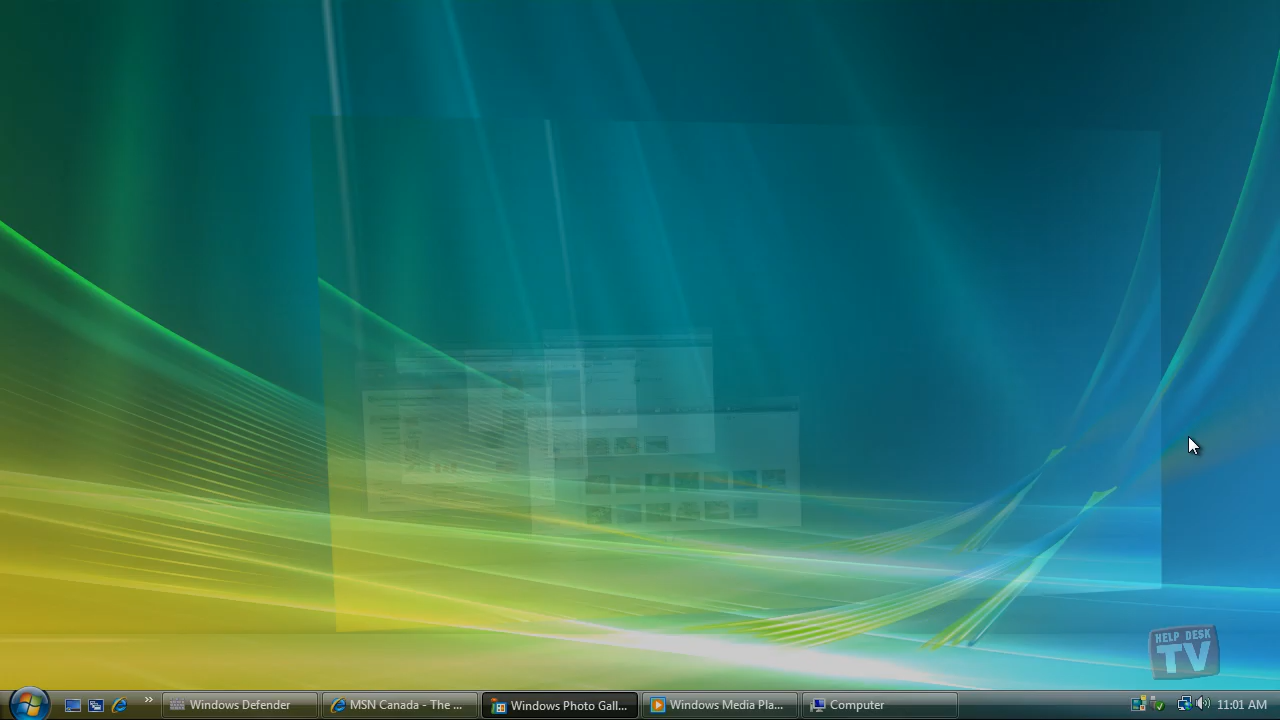 HELP DESK
TV
Windows Defender
MSN Canada - The ...
Windows Photo Gall...
Windows Media Pla...
Computer
11:01 AM